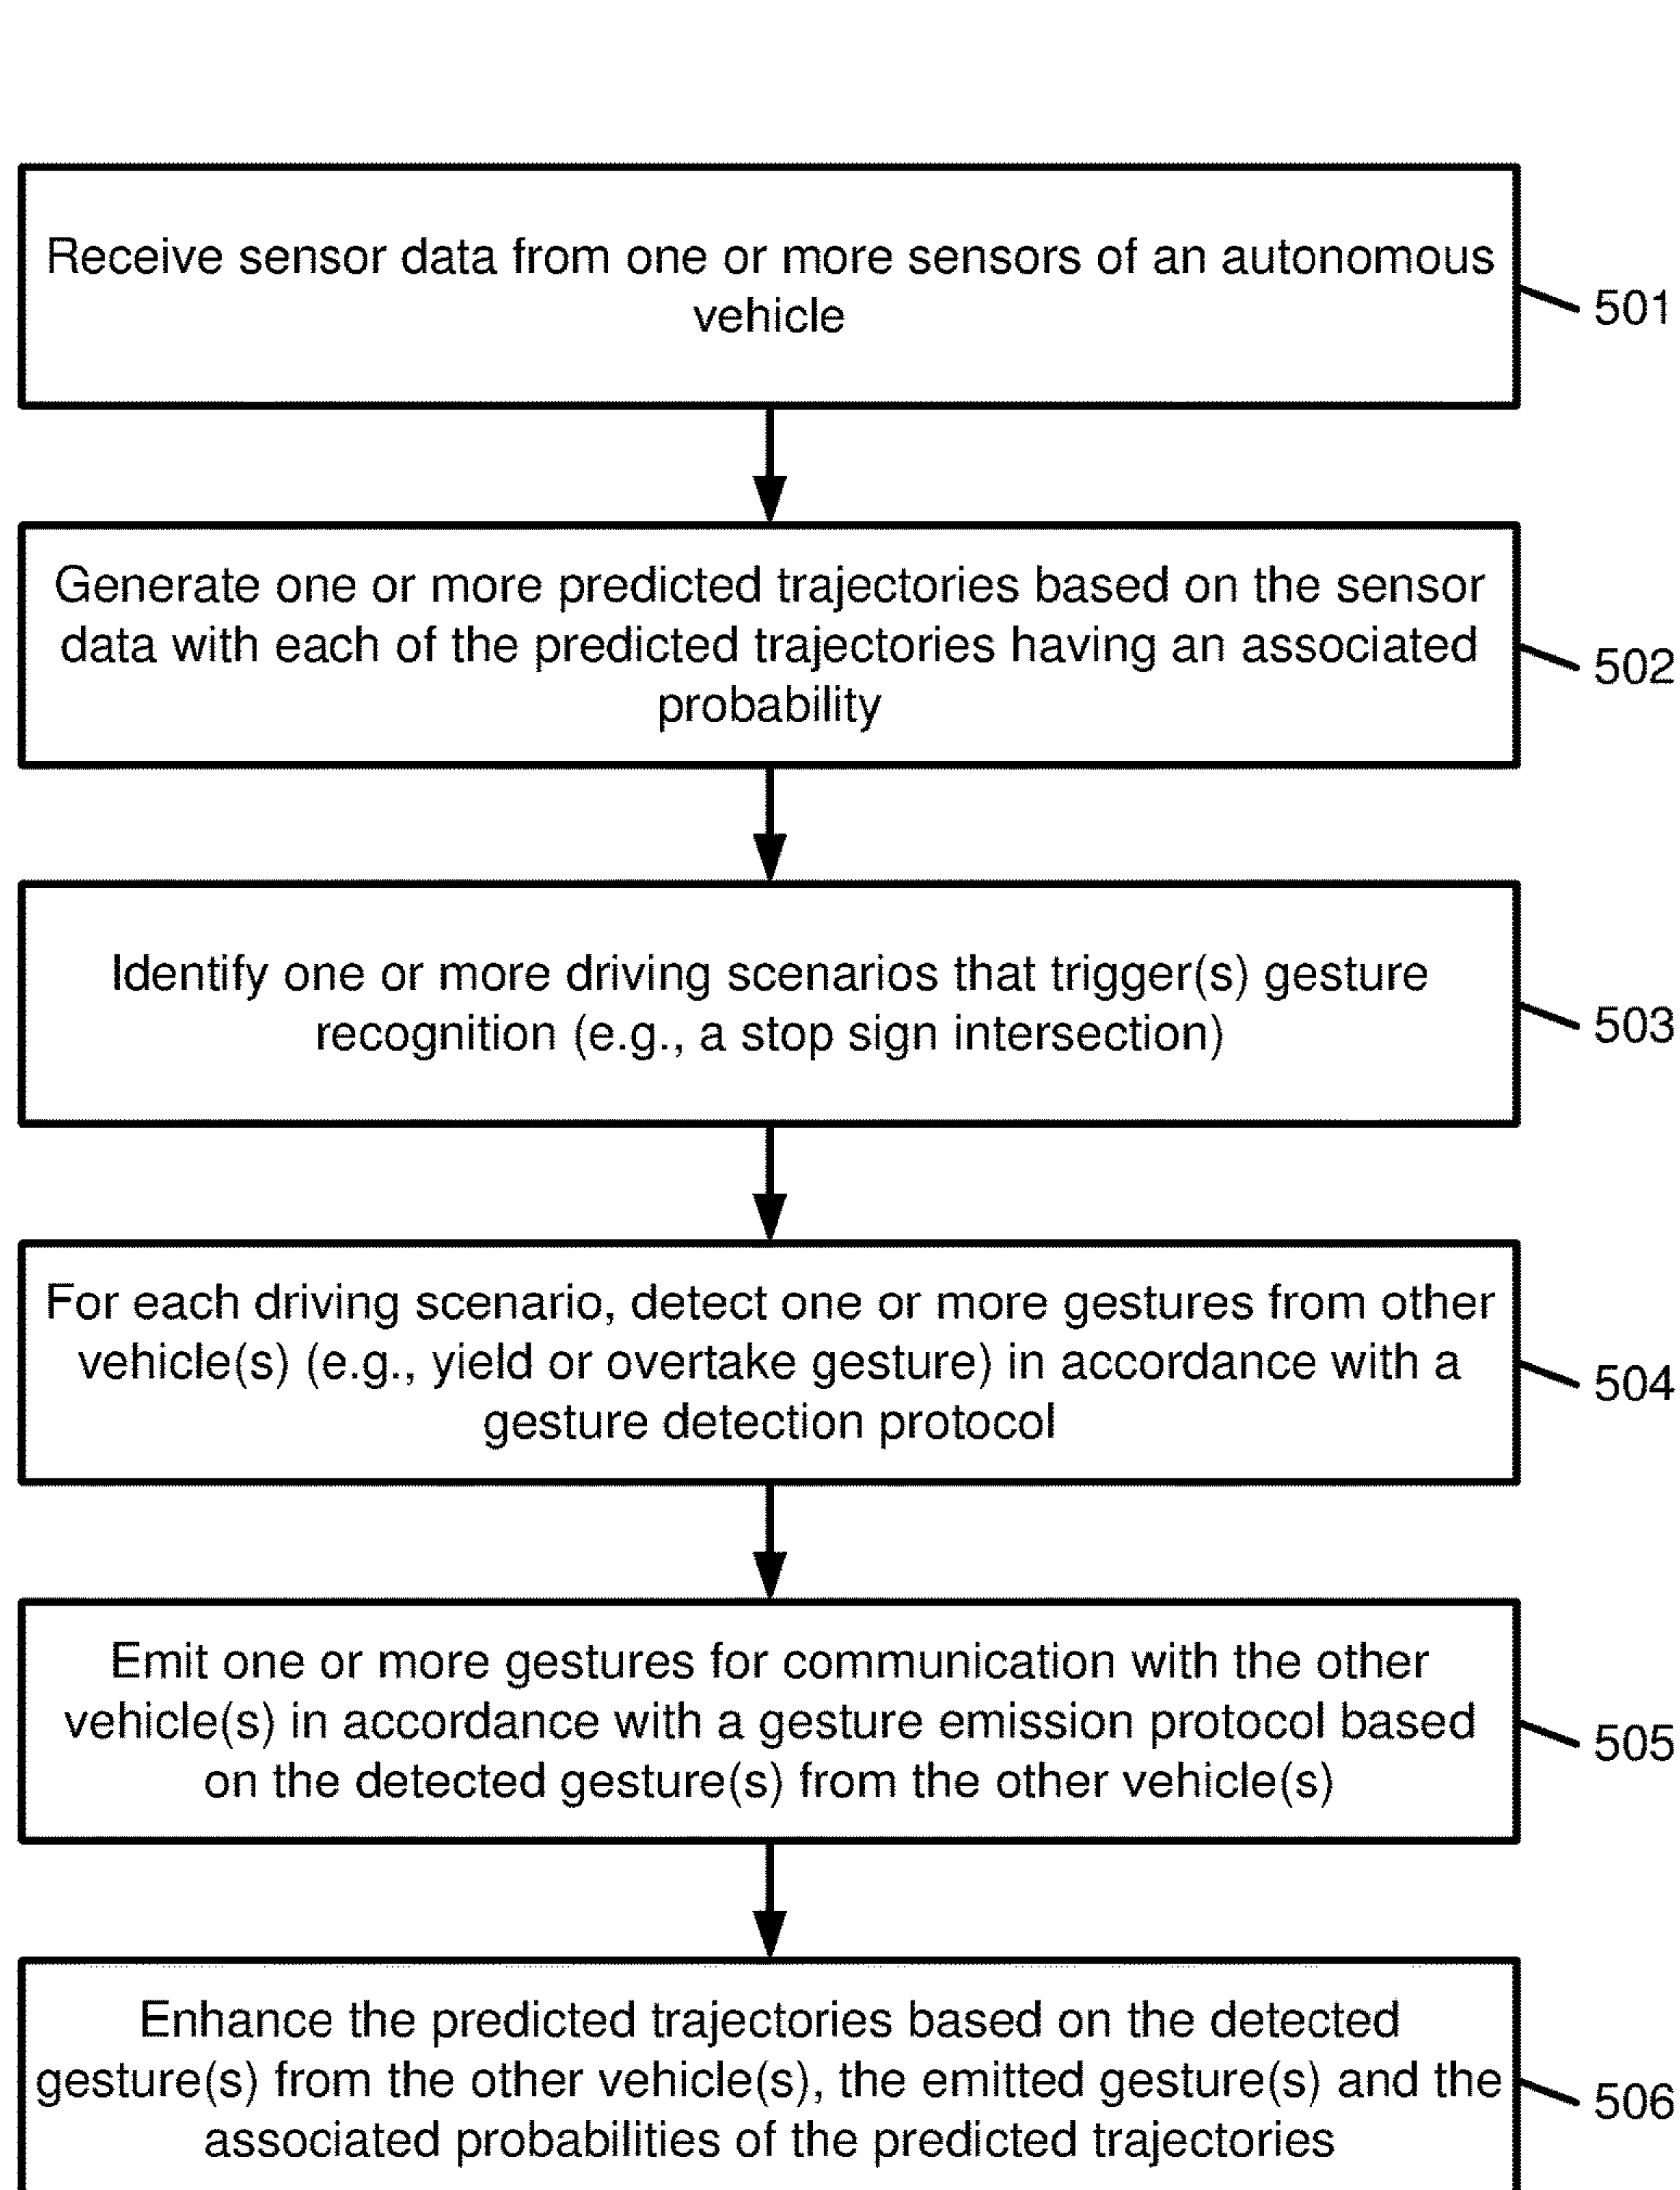 Receive sensor data from one or more sensors of an autonomous
vehicle
501
Generate one or more predicted trajectories based on the sensor
data with each of the predicted trajectories having an associated
probability
502
Identify one or more driving scenarios that trigger(s) gesture
recognition (e.g., a stop sign intersection)
503
For each driving scenario, detect one or more gestures from other
vehicle(s) (e.g., yield or overtake gesture) in accordance with a
gesture detection protocol
504
Emit one or more gestures for communication with the other
vehicle(s) in accordance with a gesture emission protocol based
on the detected gesture(s) from the other vehicle(s)
505
Enhance the predicted trajectories based on the detected
gesture(s) from the other vehicle(s), the emitted gesture(s) and the
associated probabilities of the predicted trajectories
506